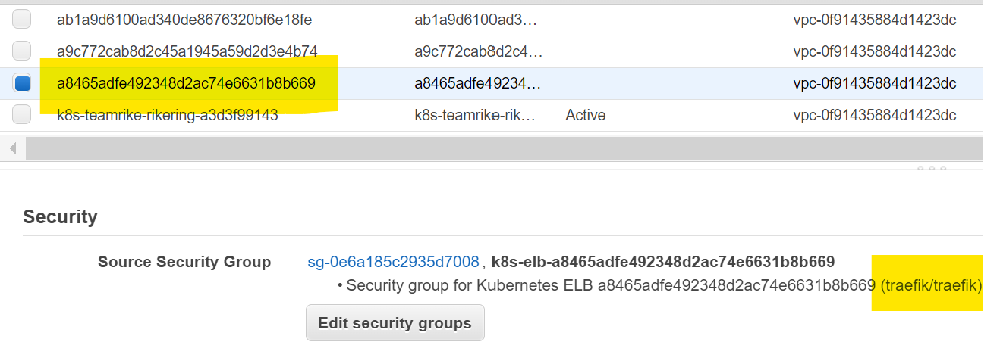 ab1a9d6100ad340de8676320bf6e18fe ab1a9d6100ad3… vpc-0f91435884d1423dc
a9c772cab8d2c45a1945a59d2d3e4b74 a9c772cab8d2c4… vpc-0f91435884d1423dc
a8465adfe492348d2ac74e6631b8b669 a8465adfe49234… vpc-0f91435884d1423dc
k8s-teamrike-rikering-a3d3f99143 k8s-teamrike-rik… Active vpc-0f91435884d1423dc
Security
Source Security Group sg-0e6a185c2935d7008 , k8s-elb-a8465adfe492348d2ac74e6631b8b669
• Security group for Kubernetes ELB a8465adfe492348d2ac74e6631b8b669 (traefik/traefik)
Edit security groups